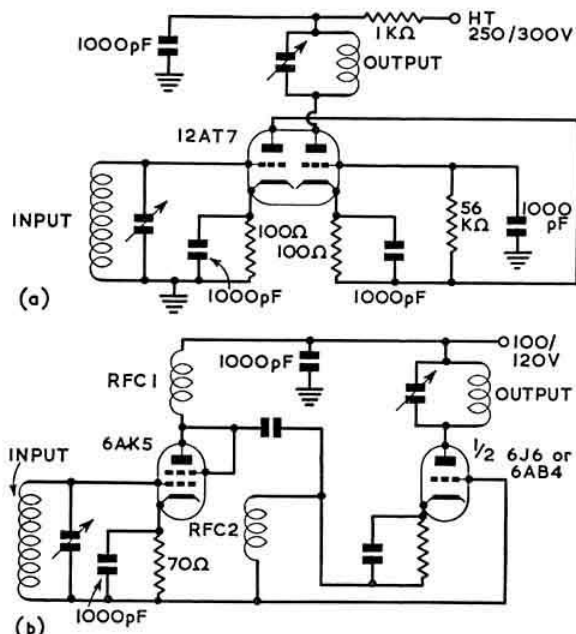 1000pF
1KΩ
HT
250/300V
OUTPUT
12AT7
INPUT
100Ω
100Ω
56
KΩ
1000
pF
1000pF
1000pF
(a)
RFC1
1000pF
100/
120V
OUTPUT
6AK5
1/2 6J6 or
6AB4
INPUT
RFC2
70Ω
1000pF
(b)